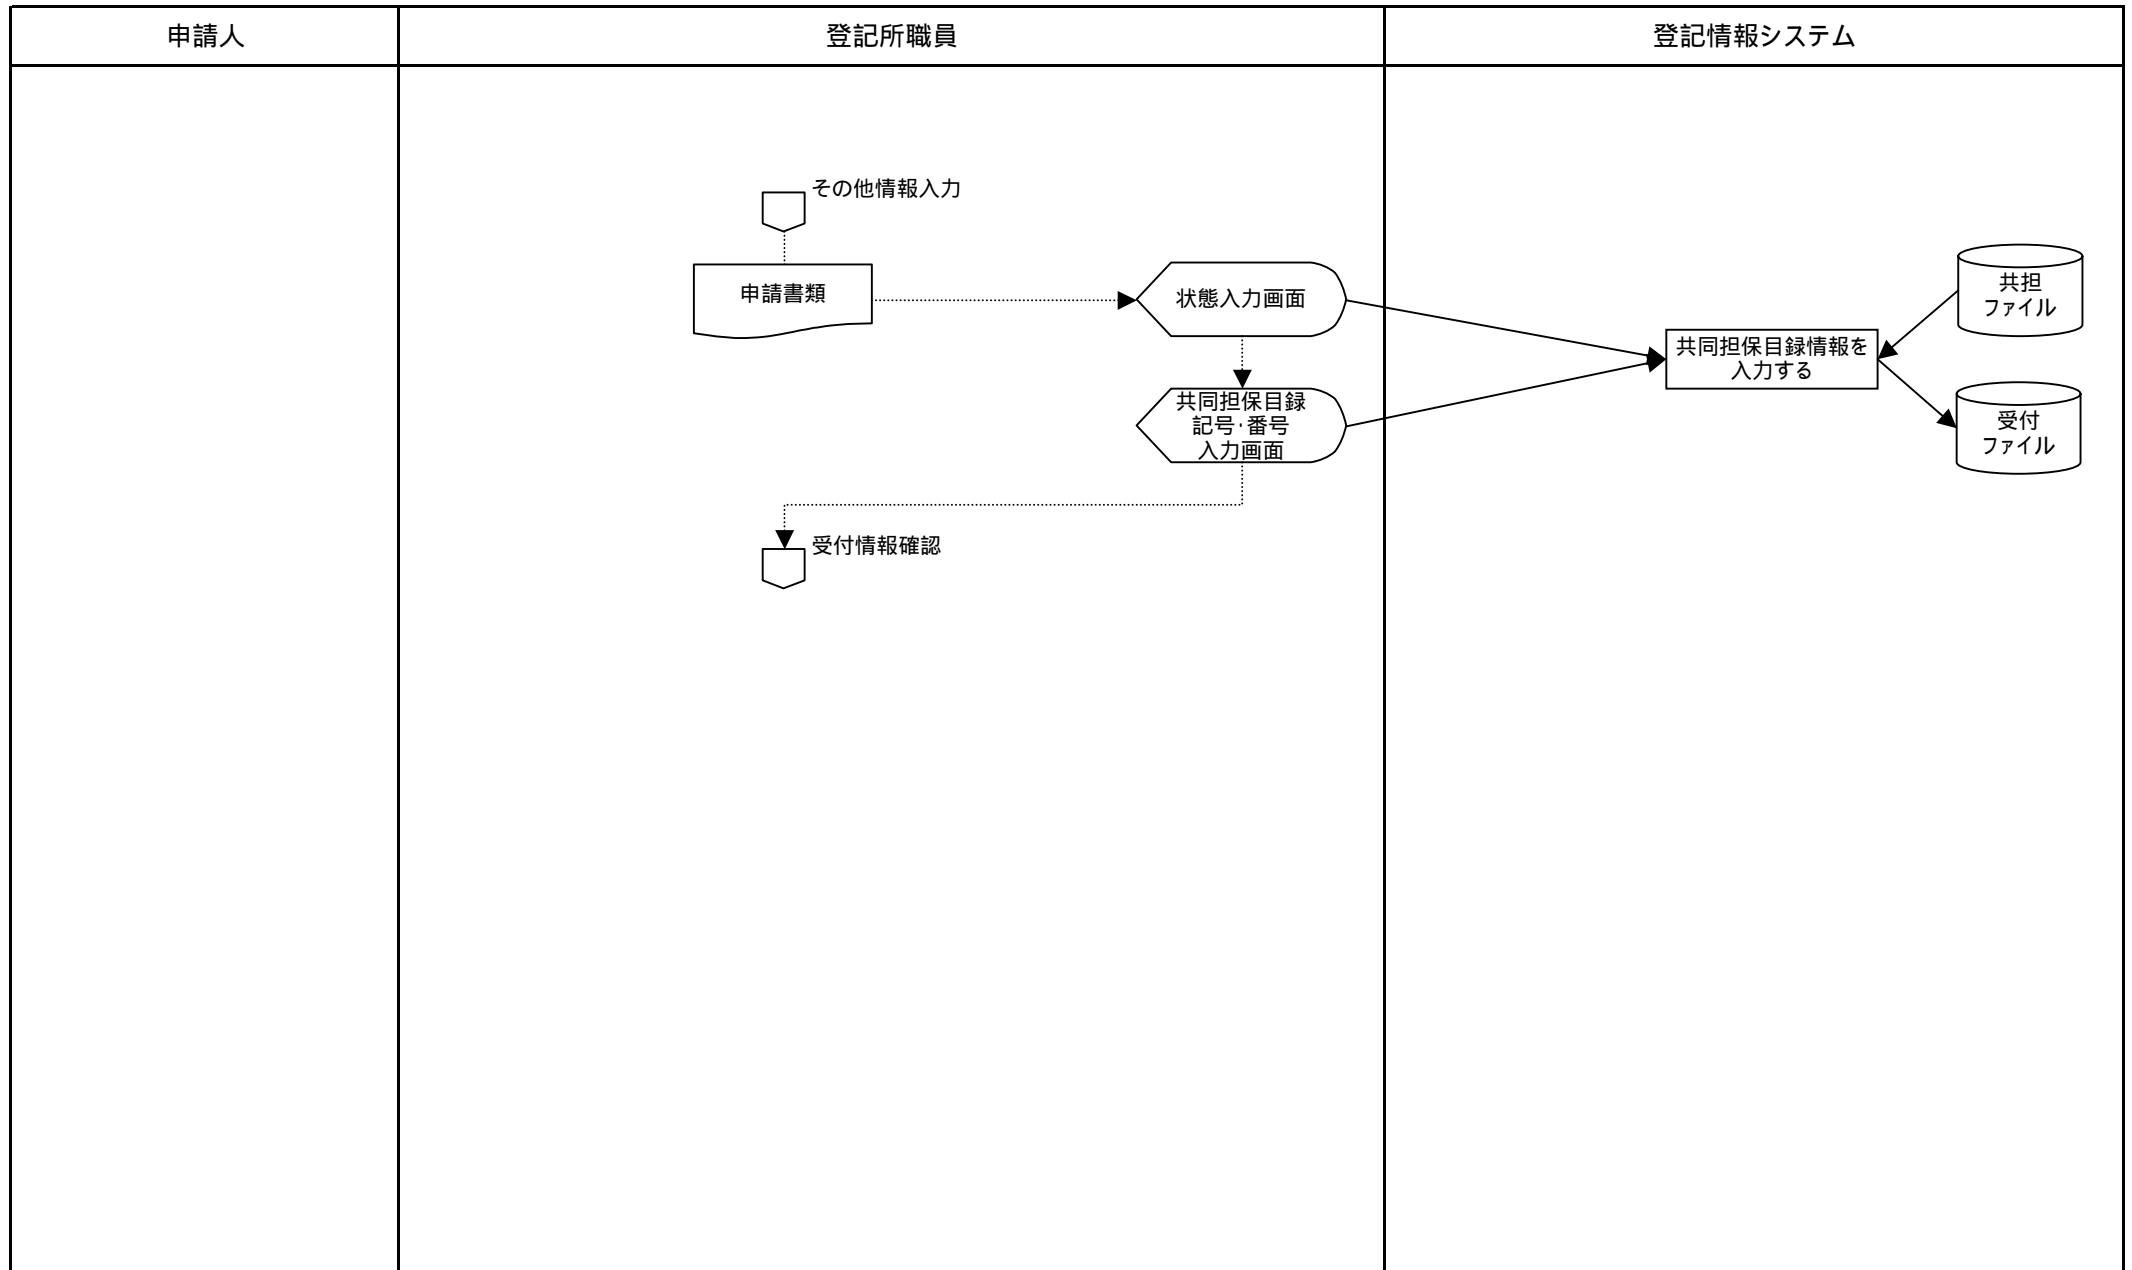 申請人
登記所職員
登記情報システム
その他情報入力
申請書類
状態入力画面
共担
ファイル
共同担保目録情報を
入力する
共同担保目録
記号・番号
入力画面
受付
ファイル
受付情報確認